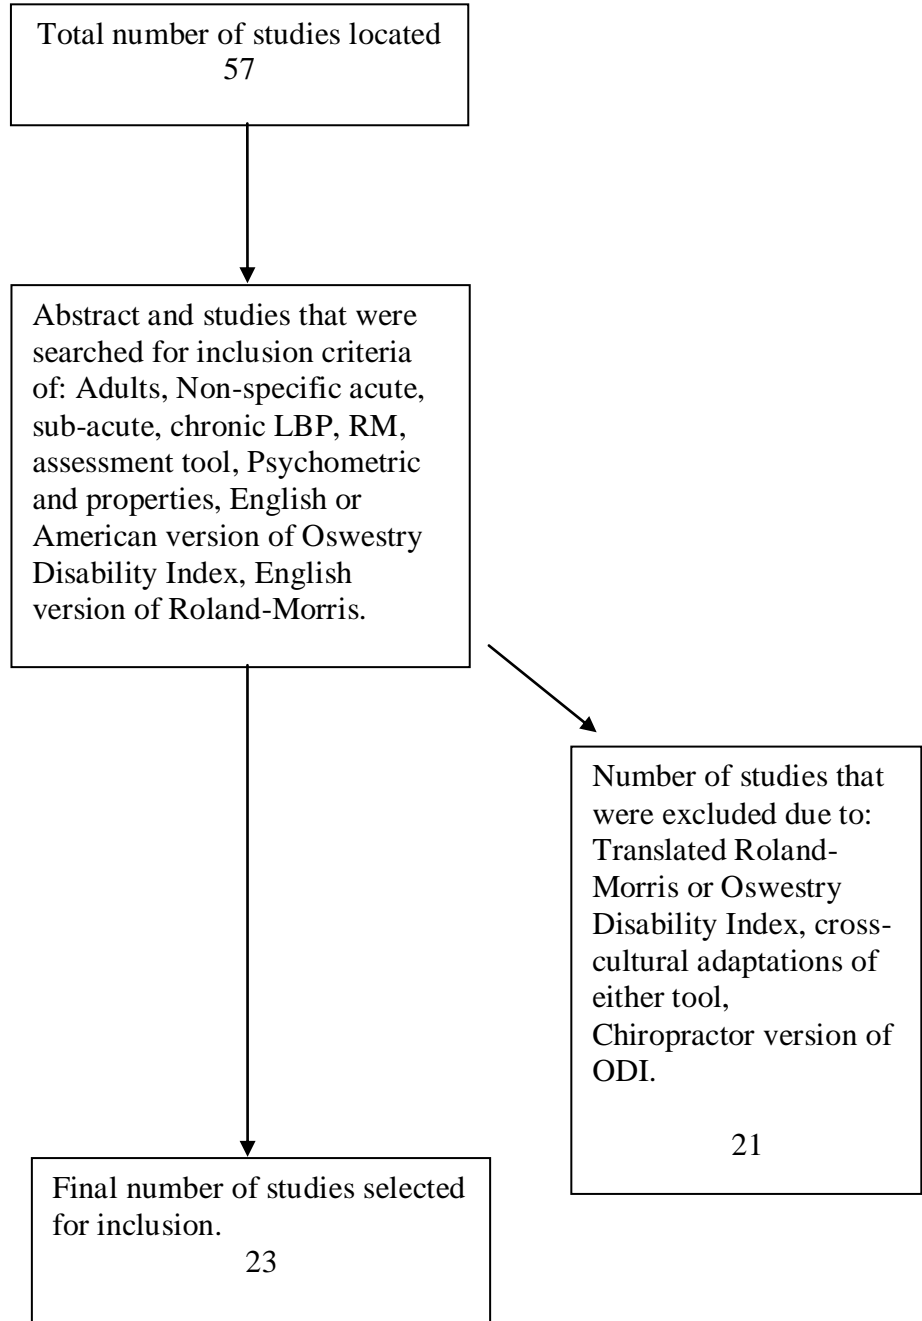 Total number of studies located
57
Abstract and studies that were
searched for inclusion criteria
of: Adults, Non-specific acute,
sub-acute, chronic LBP, RM,
assessment tool, Psychometric
and properties, English or
American version of Oswestry
Disability Index, English
version of Roland-Morris.
Number of studies that
were excluded due to:
Translated Roland-
Morris or Oswestry
Disability Index, cross-
cultural adaptations of
either tool,
Chiropractor version of
ODI.
21
Final number of studies selected
for inclusion.
23